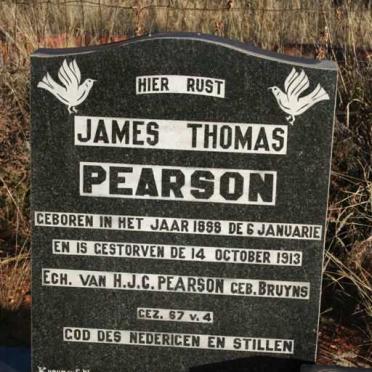 HIER RUST
JAMES THOMAS
PEARSON
GEBOREN IN HET JAAR 1898 DE 6 JANUARIE
EN IS GESTORVEN DE 14 OCTOBER 1913
ECH. VAN H.J.C. PEARSON GEB. BRUYNS
GEZ. 67 V. 4
GOD DES NEDERIGEN EN STILLEN